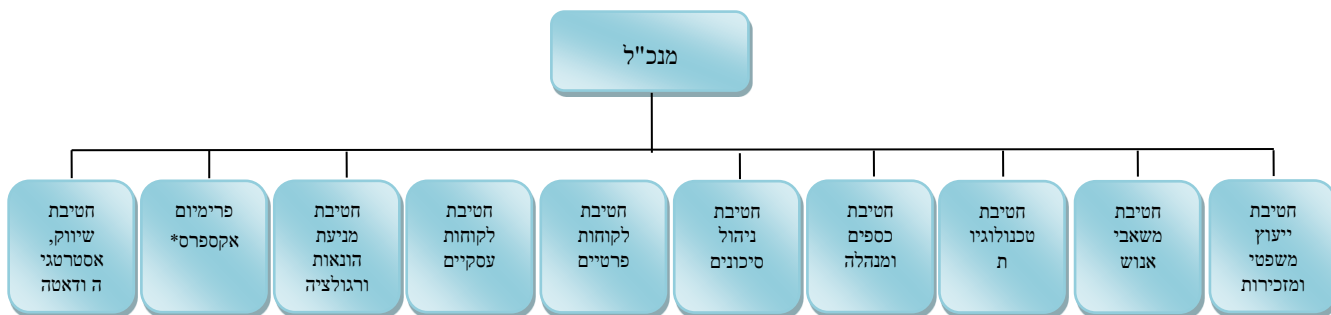 מנכ"ל
חטיבת
ייעוץ
משפטי
ומזכירות
חטיבת
משאבי
אנוש
חטיבת
טכנולוגיו
ת
חטיבת
כספים
ומנהלה
חטיבת
ניהול
סיכונים
חטיבת
לקוחות
פרטיים
חטיבת
לקוחות
עסקיים
חטיבת
מניעת
הונאות
ורגולציה
פרימיום
אקספרס*
חטיבת
שיווק,
אסטרטגי
ה ודאטה